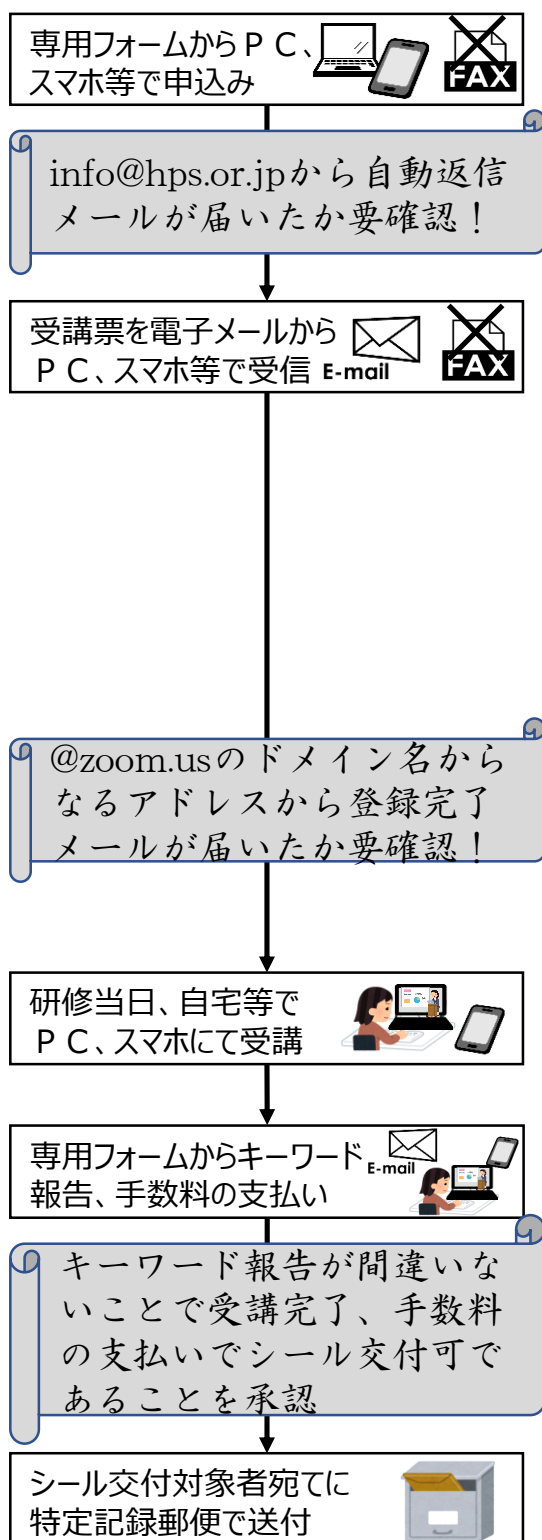 専用フォームからＰＣ、
スマホ等で申込み
FAX
info@hps.or.jpから自動返信
メールが届いたか要確認！
受講票を電子メールから
ＰＣ、スマホ等で受信
E-mail
FAX
@zoom.usのドメイン名から
なるアドレスから登録完了
メールが届いたか要確認！
研修当日、自宅等で
ＰＣ、スマホにて受講
専用フォームからキーワード
報告、手数料の支払い
E-mail
キーワード報告が間違いな
いことで受講完了、手数料
の支払いでシール交付可で
あることを承認
シール交付対象者宛てに
特定記録郵便で送付